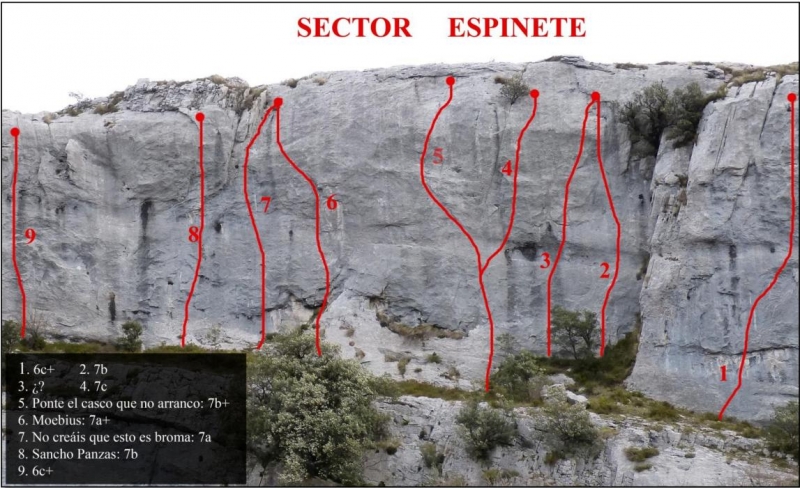 SECTOR ESPINETE
5
4
6
7
8
9
3
2
1
1. 6c+ 2. 7b
3. ¿? 4. 7c
5. Ponte el casco que no arranco: 7b+
6. Moebius: 7a+
7. No creáis que esto es broma: 7a
8. Sancho Panzas: 7b
9. 6c+